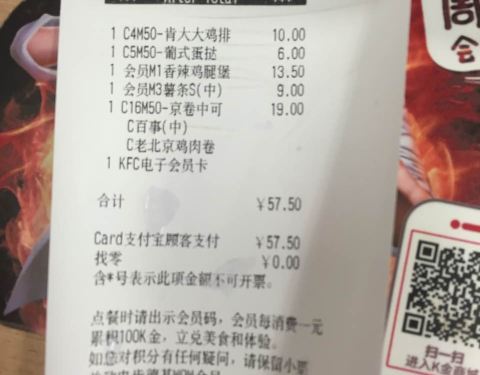 1 C4M50-肯大大鸡排 10.00
1 C5M50-葡式蛋挞 6.00
1 会员M1香辣鸡腿堡 13.50
1 会员M3薯条S(中) 9.00
1 C16M50-京卷中可 19.00
C百事(中)
C老北京鸡肉卷
1 KFC电子会员卡
合计 ¥57.50
Card支付宝顾客支付 ¥57.50
找零 ¥0.00
含*号表示此项金额不可开票。
点餐时请出示会员码，会员每消费一元
累积100K金，立兑美食和体验。
如您对积分有任何疑问，请保留小票
会
扫一扫
进入K金商城